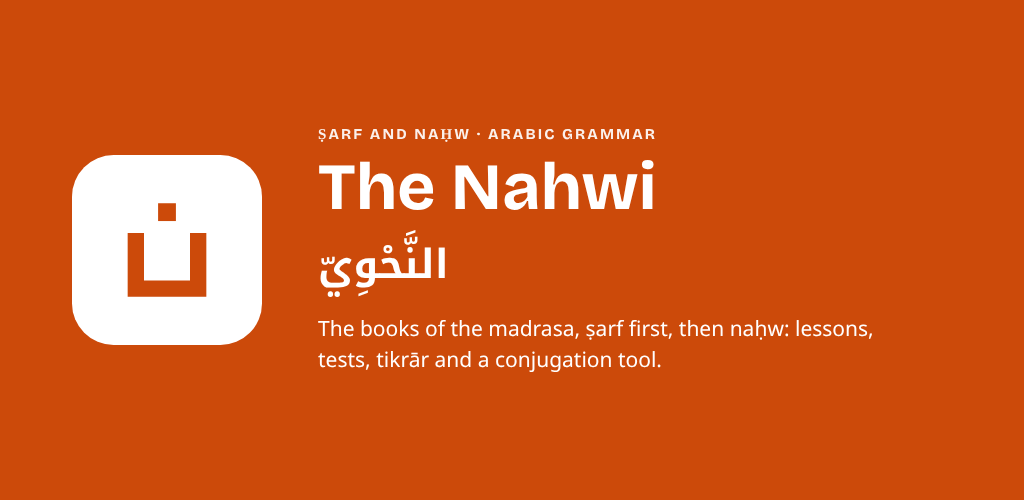 ن
ṢARF AND NAḤW · ARABIC GRAMMAR
The Nahwi
النَّحْوِيّ
The books of the madrasa, ṣarf first, then naḥw: lessons,
tests, tikrār and a conjugation tool.